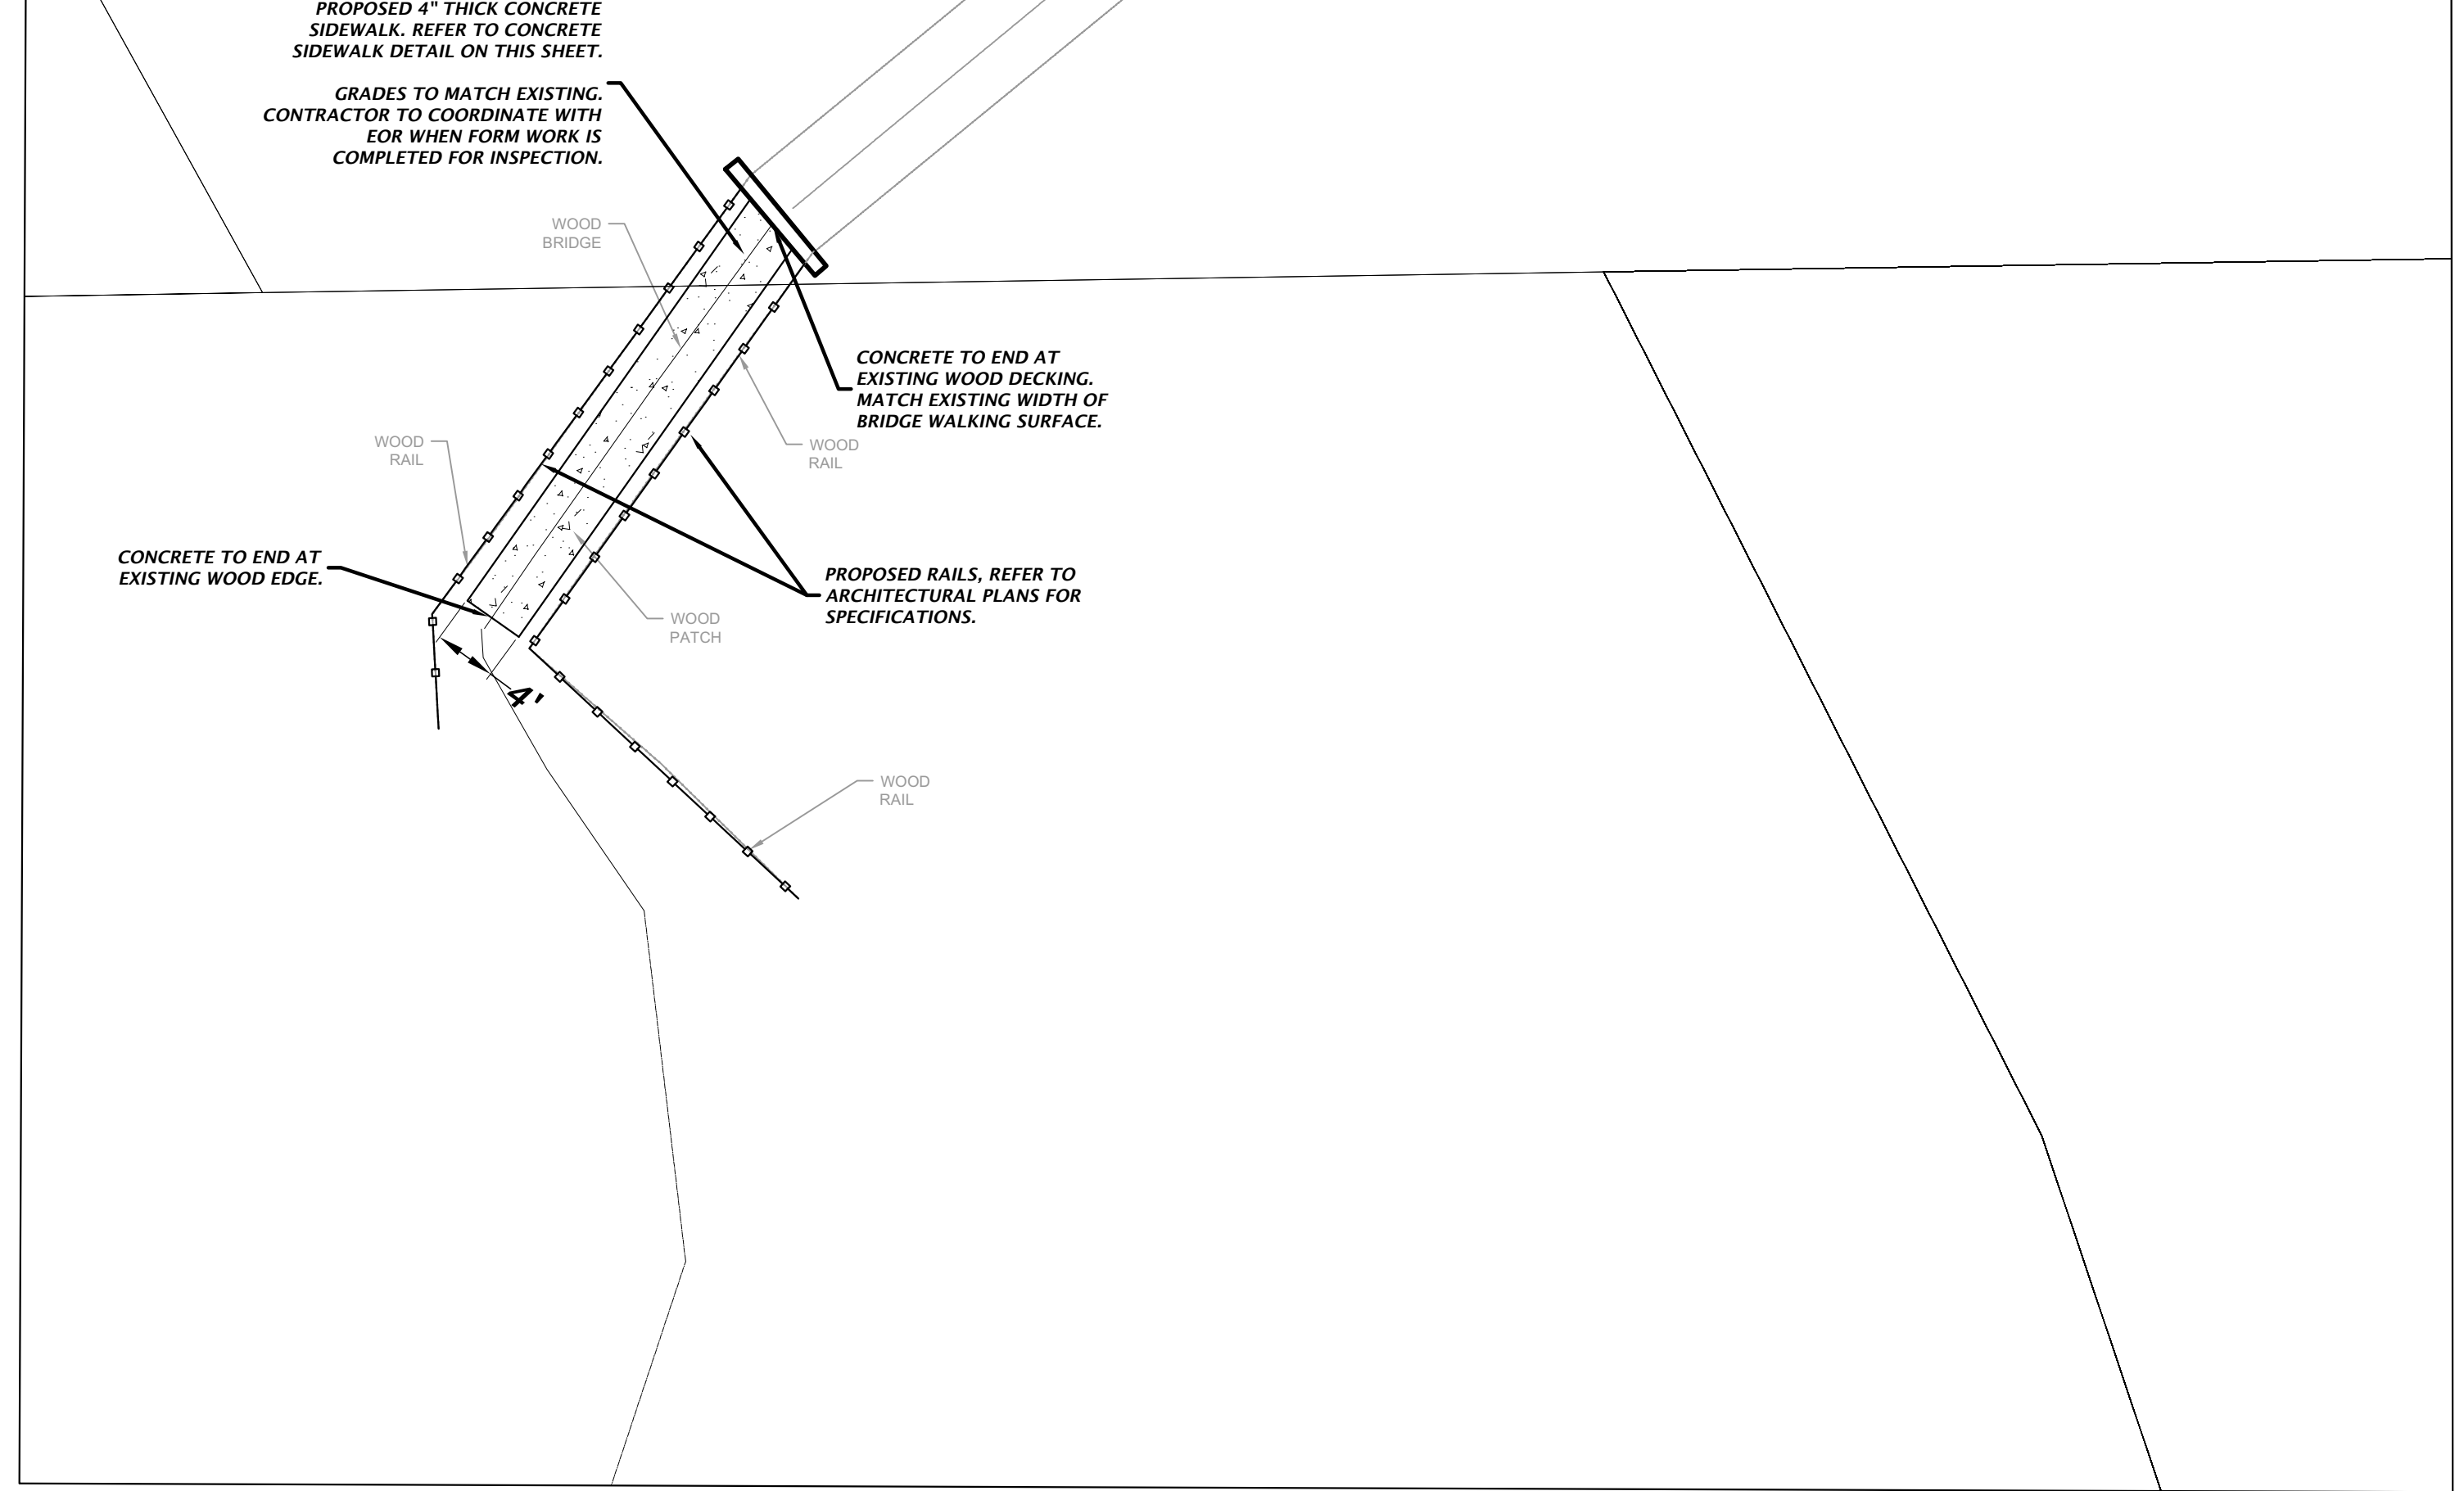 PROPOSED 4" THICK CONCRETE
SIDEWALK. REFER TO CONCRETE
SIDEWALK DETAIL ON THIS SHEET.
GRADES TO MATCH EXISTING.
CONTRACTOR TO COORDINATE WITH
EOR WHEN FORM WORK IS
COMPLETED FOR INSPECTION.
WOOD
BRIDGE
CONCRETE TO END AT
EXISTING WOOD DECKING.
MATCH EXISTING WIDTH OF
BRIDGE WALKING SURFACE.
WOOD
RAIL
WOOD
RAIL
CONCRETE TO END AT
EXISTING WOOD EDGE.
PROPOSED RAILS, REFER TO
ARCHITECTURAL PLANS FOR
SPECIFICATIONS.
WOOD
PATCH
4'
WOOD
RAIL